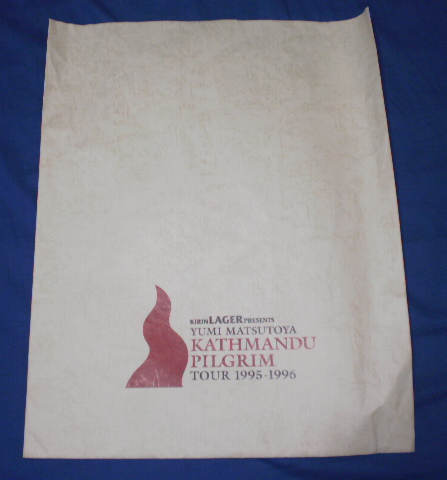 KIRIN LAGER PRESENTS
YUMI MATSUTOYA
KATHMANDU
PILGRIM
TOUR 1995-1996